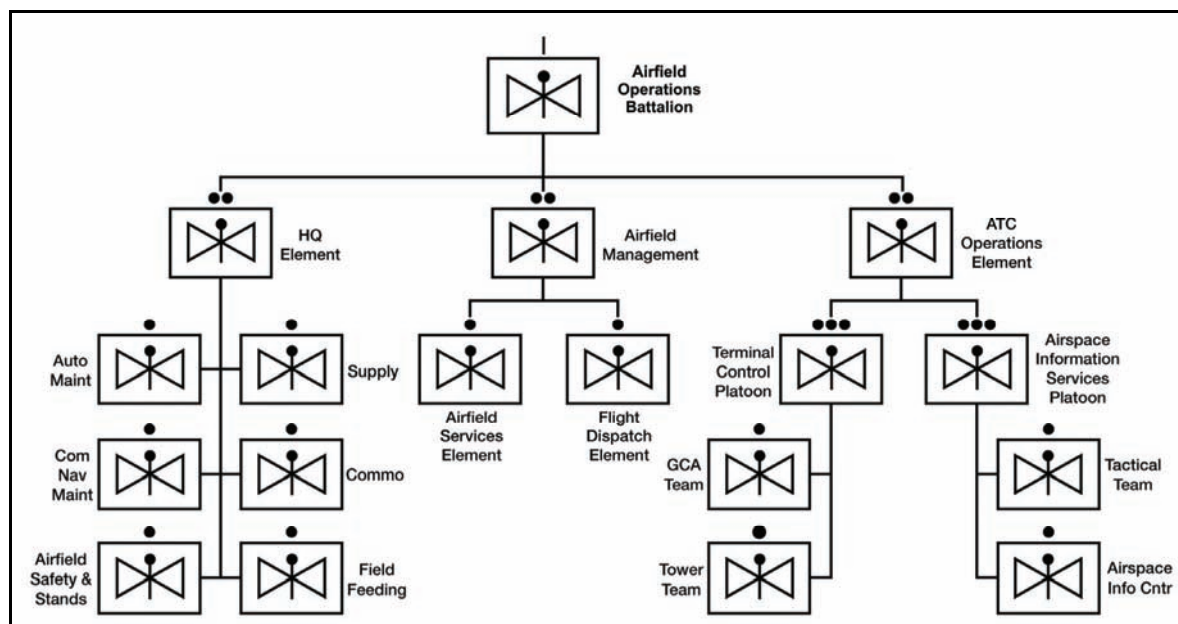 Airfield
Operations
Battalion
HQ
Element
Airfield
Management
ATC
Operations
Element
Auto
Maint
Supply
Airfield
Services
Element
Flight
Dispatch
Element
Terminal
Control
Platoon
Airspace
Information
Services
Platoon
Com
Nav
Maint
Commo
GCA
Team
Tactical
Team
Airfield
Safety &
Stands
Field
Feeding
Tower
Team
Airspace
Info Cntr